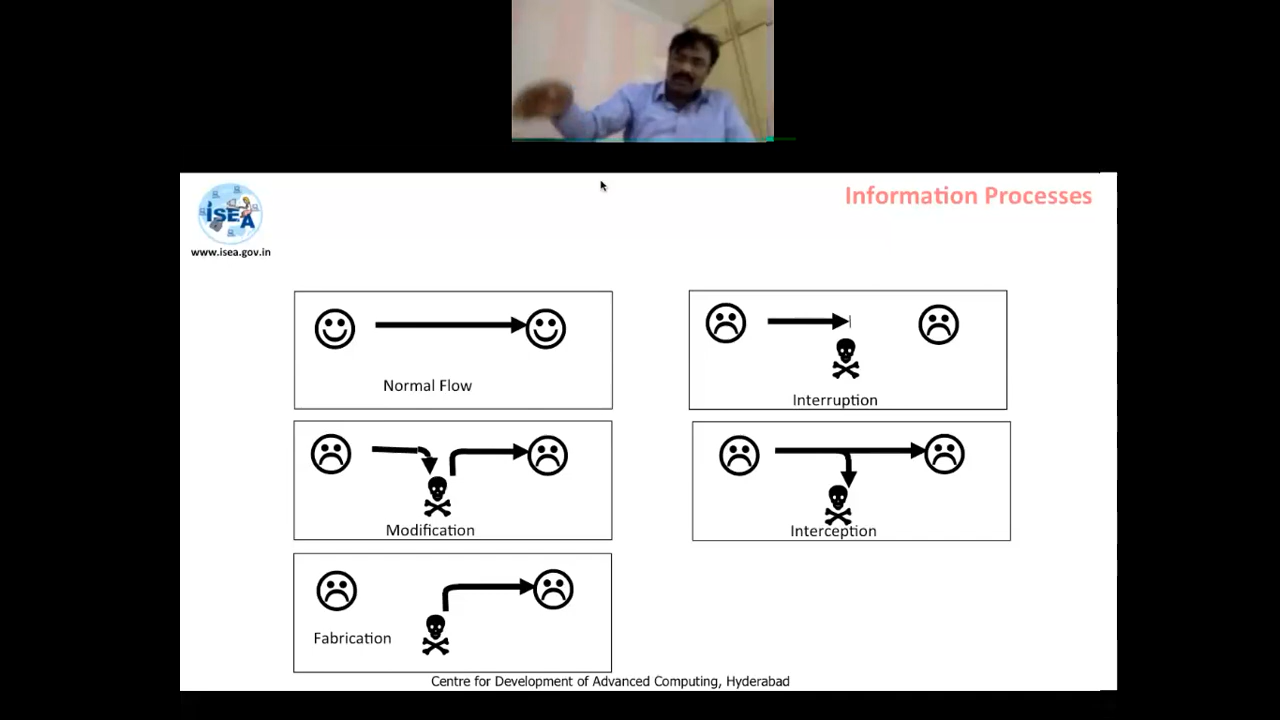 Information Processes
iSEA
www.isea.gov.in
Normal Flow
Interruption
Modification
Interception
Fabrication
Centre for Development of Advanced Computing, Hyderabad